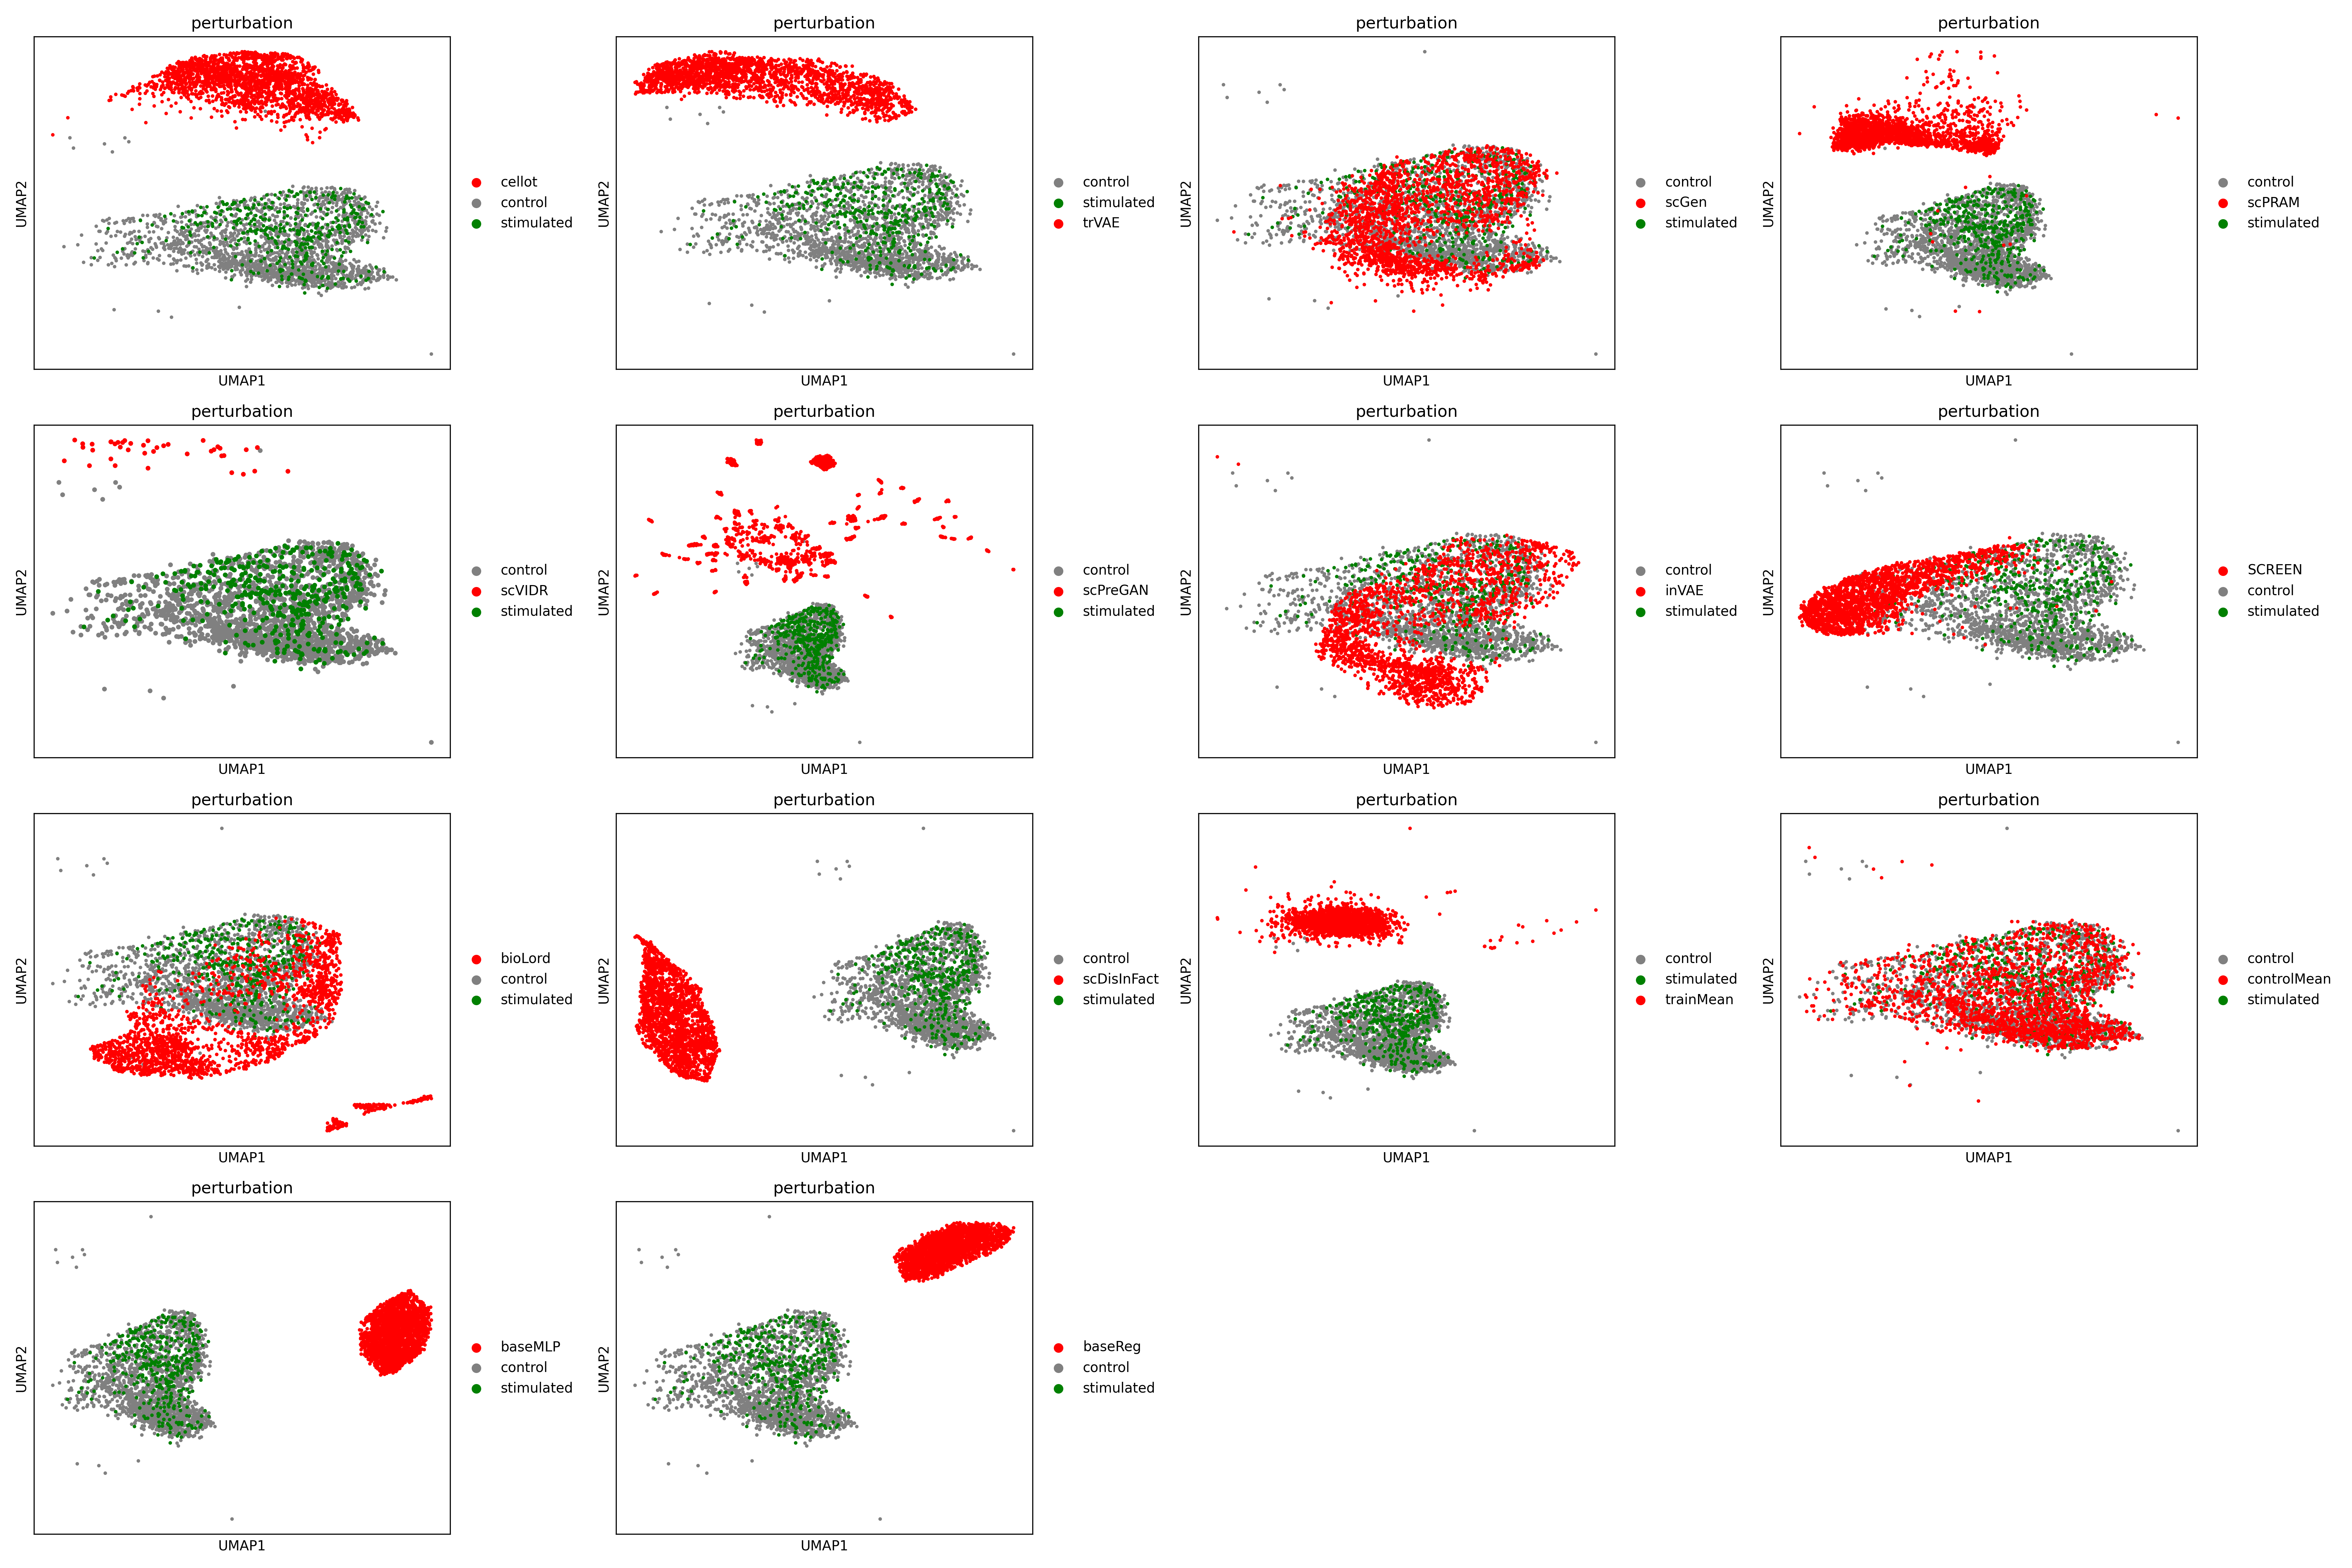 perturbation
UMAP2
UMAP1
cellot
control
stimulated
perturbation
UMAP2
UMAP1
control
stimulated
trVAE
perturbation
UMAP2
UMAP1
control
scGen
stimulated
perturbation
UMAP2
UMAP1
control
scPRAM
stimulated
perturbation
UMAP2
UMAP1
control
scVIDR
stimulated
perturbation
UMAP2
UMAP1
control
scPreGAN
stimulated
perturbation
UMAP2
UMAP1
control
inVAE
stimulated
perturbation
UMAP2
UMAP1
SCREEN
control
stimulated
perturbation
UMAP2
UMAP1
bioLord
control
stimulated
perturbation
UMAP2
UMAP1
control
scDisInFact
stimulated
perturbation
UMAP2
UMAP1
control
stimulated
trainMean
perturbation
UMAP2
UMAP1
control
controlMean
stimulated
perturbation
UMAP2
UMAP1
baseMLP
control
stimulated
perturbation
UMAP2
UMAP1
baseReg
control
stimulated